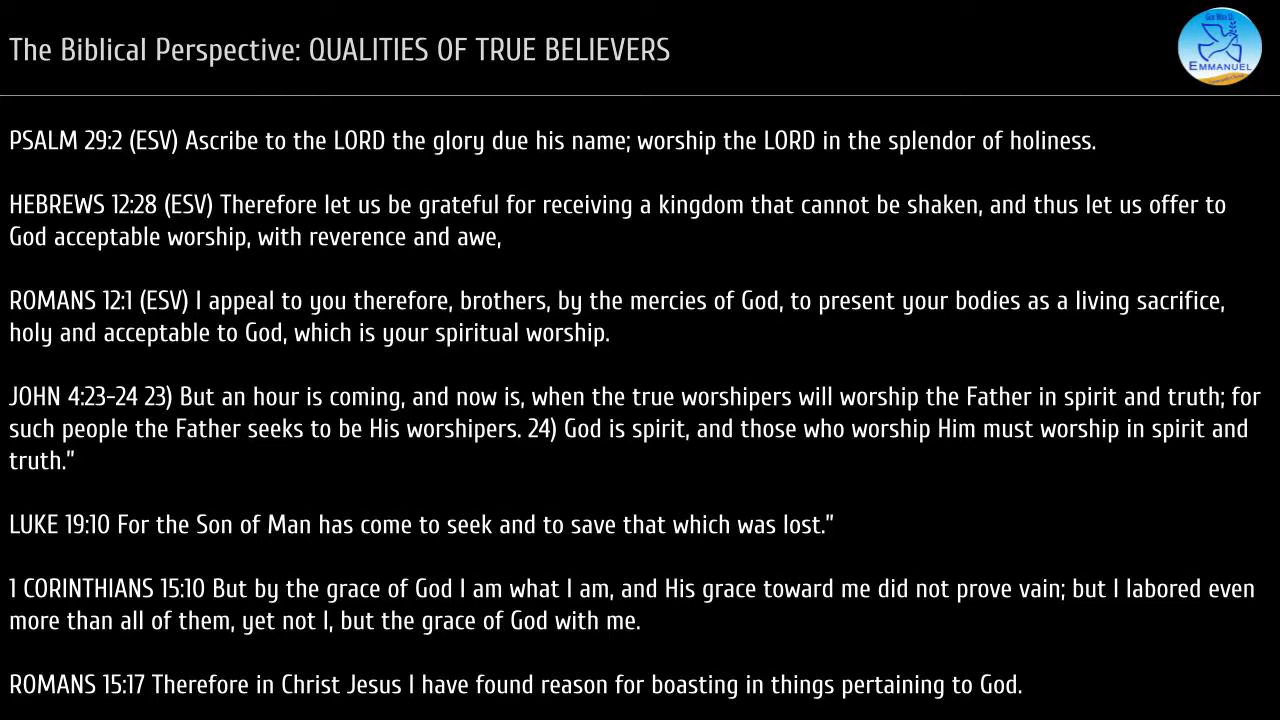 The Biblical Perspective: QUALITIES OF TRUE BELIEVERS
GOD WITH US
EMMANUEL
PSALM 29:2 (ESV) Ascribe to the LORD the glory due his name; worship the LORD in the splendor of holiness.
HEBREWS 12:28 (ESV) Therefore let us be grateful for receiving a kingdom that cannot be shaken, and thus let us offer to
God acceptable worship, with reverence and awe,
ROMANS 12:1 (ESV) I appeal to you therefore, brothers, by the mercies of God, to present your bodies as a living sacrifice,
holy and acceptable to God, which is your spiritual worship.
JOHN 4:23-24 23) But an hour is coming, and now is, when the true worshipers will worship the Father in spirit and truth; for
such people the Father seeks to be His worshipers. 24) God is spirit, and those who worship Him must worship in spirit and
truth.”
LUKE 19:10 For the Son of Man has come to seek and to save that which was lost.”
1 CORINTHIANS 15:10 But by the grace of God I am what I am, and His grace toward me did not prove vain; but I labored even
more than all of them, yet not I, but the grace of God with me.
ROMANS 15:17 Therefore in Christ Jesus I have found reason for boasting in things pertaining to God.